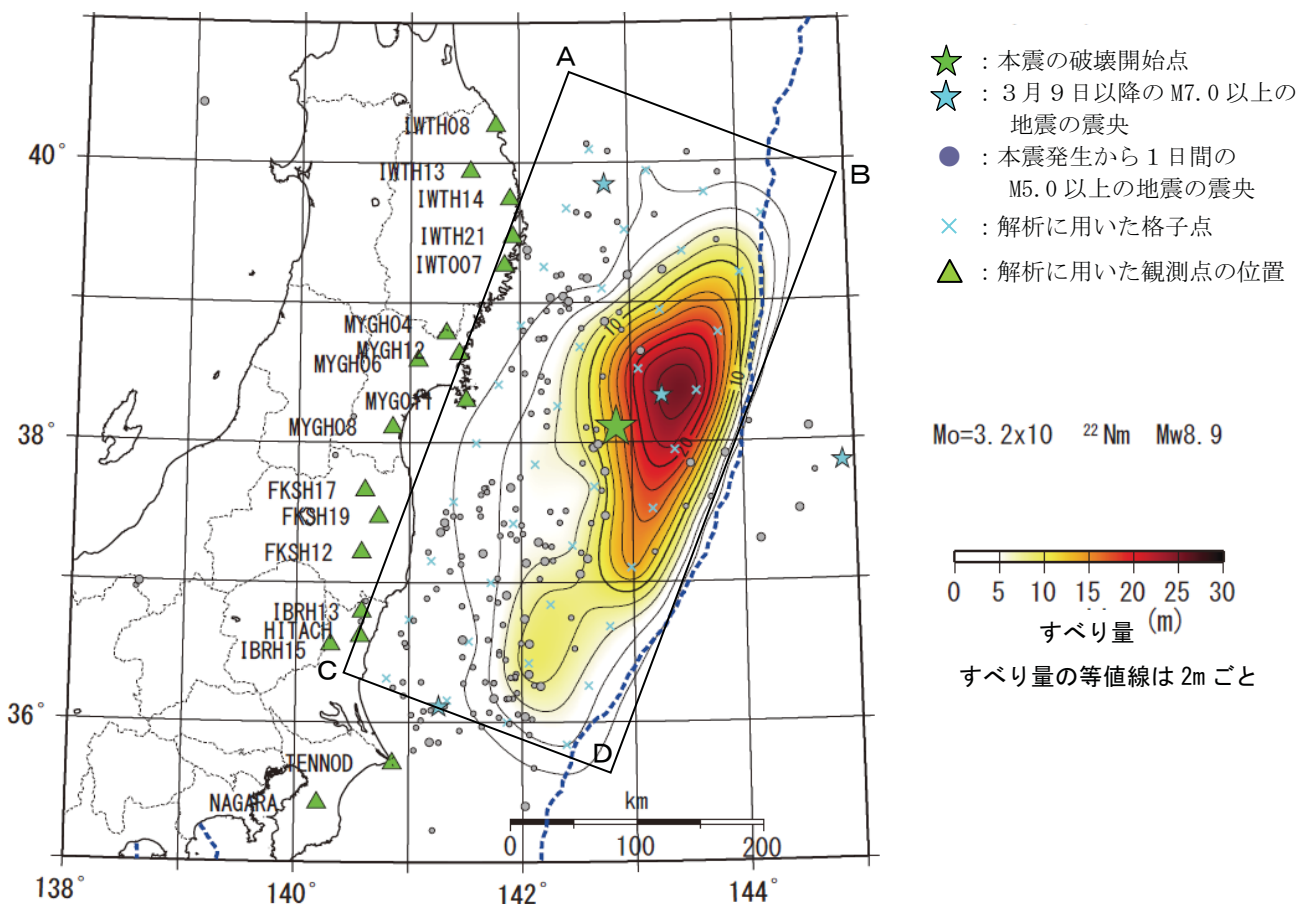 A
B
C
D
40°
38°
36°
138°
140°
142°
144°
IWTH08
IWTH13
IWTH14
IWTH21
IWT007
MYGH04
MYGH12
MYGH06
MYG011
MYGH08
FKSH17
FKSH19
FKSH12
IBRH13
HITACH
IBRH15
TENNOD
NAGARA
10
10
20
km
0 100 200
:本震の破壊開始点
:3月9日以降のM7.0以上の
地震の震央
:本震発生から1日間の
M5.0以上の地震の震央
:解析に用いた格子点
:解析に用いた観測点の位置
Mo=3.2x10 ²²Nm Mw8.9
0 5 10 15 20 25 30
すべり量 (m)
すべり量の等値線は2mごと